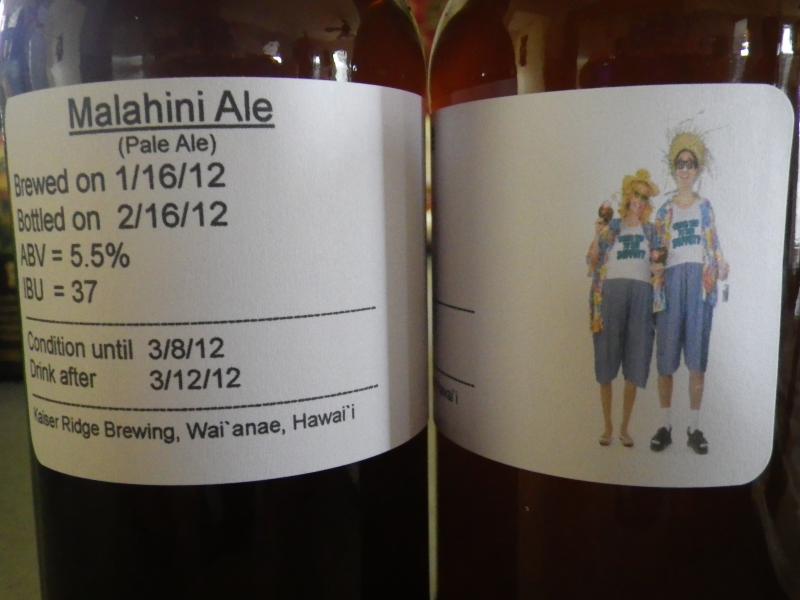 Malahini Ale
(Pale Ale)
Brewed on 1/16/12
Bottled on 2/16/12
ABV = 5.5%
IBU = 37
Condition until 3/8/12
Drink after 3/12/12
Kaiser Ridge Brewing, Wai`anae, Hawai`i